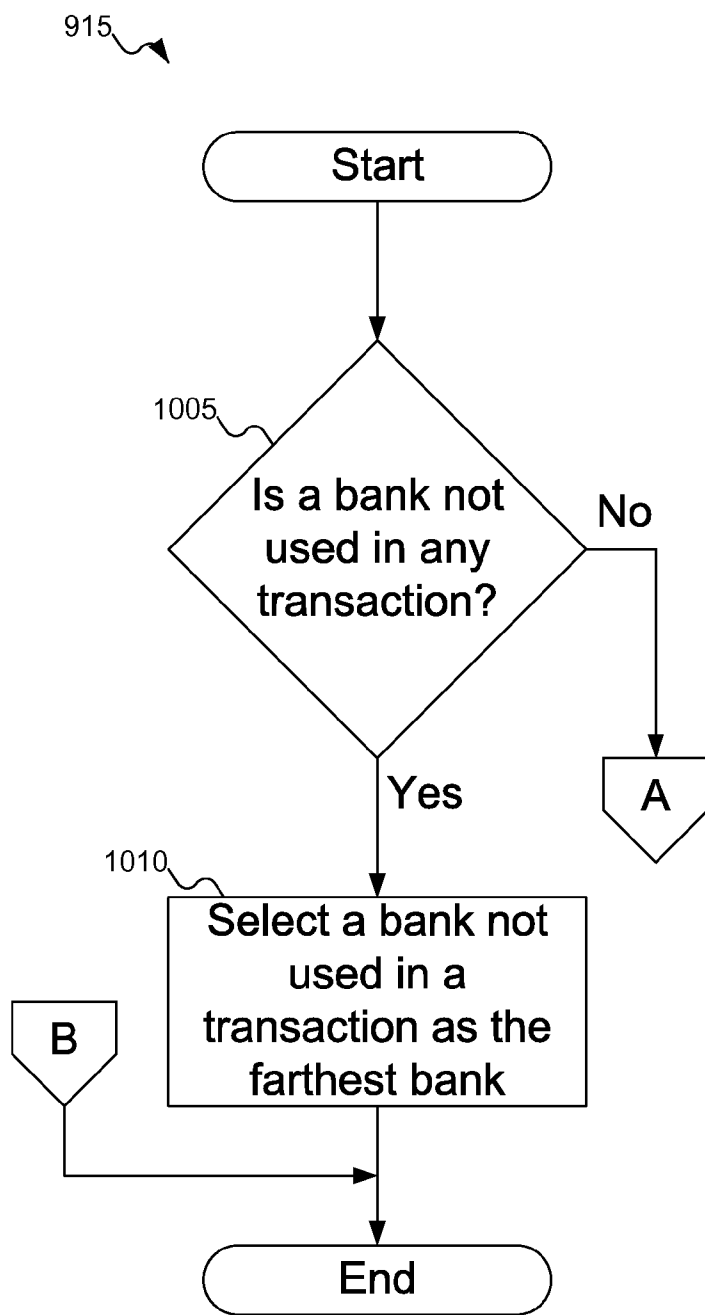 915
Start
1005
Is a bank not
used in any
transaction?
No
A
Yes
1010
Select a bank not
used in a
transaction as the
farthest bank
B
End